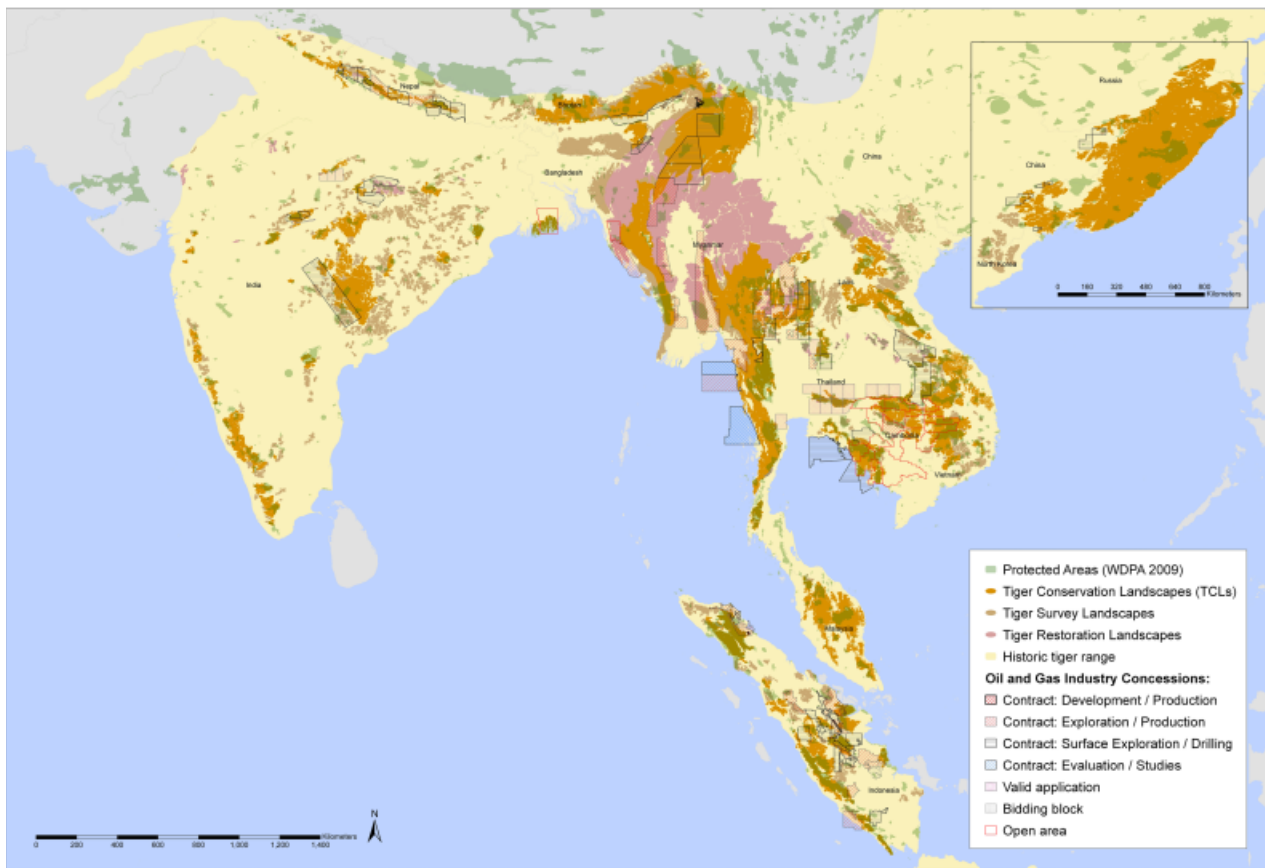 Nepal
Bhutan
Bangladesh
India
Myanmar
China
Laos
Thailand
Cambodia
Vietnam
Malaysia
Indonesia
Russia
China
North Korea
0 160 320 480 640 800
Kilometers
Protected Areas (WDPA 2009)
Tiger Conservation Landscapes (TCLs)
Tiger Survey Landscapes
Tiger Restoration Landscapes
Historic tiger range
Oil and Gas Industry Concessions:
Contract: Development / Production
Contract: Exploration / Production
Contract: Surface Exploration / Drilling
Contract: Evaluation / Studies
Valid application
Bidding block
Open area
N
Kilometers
0 200 400 600 800 1,000 1,200 1,400